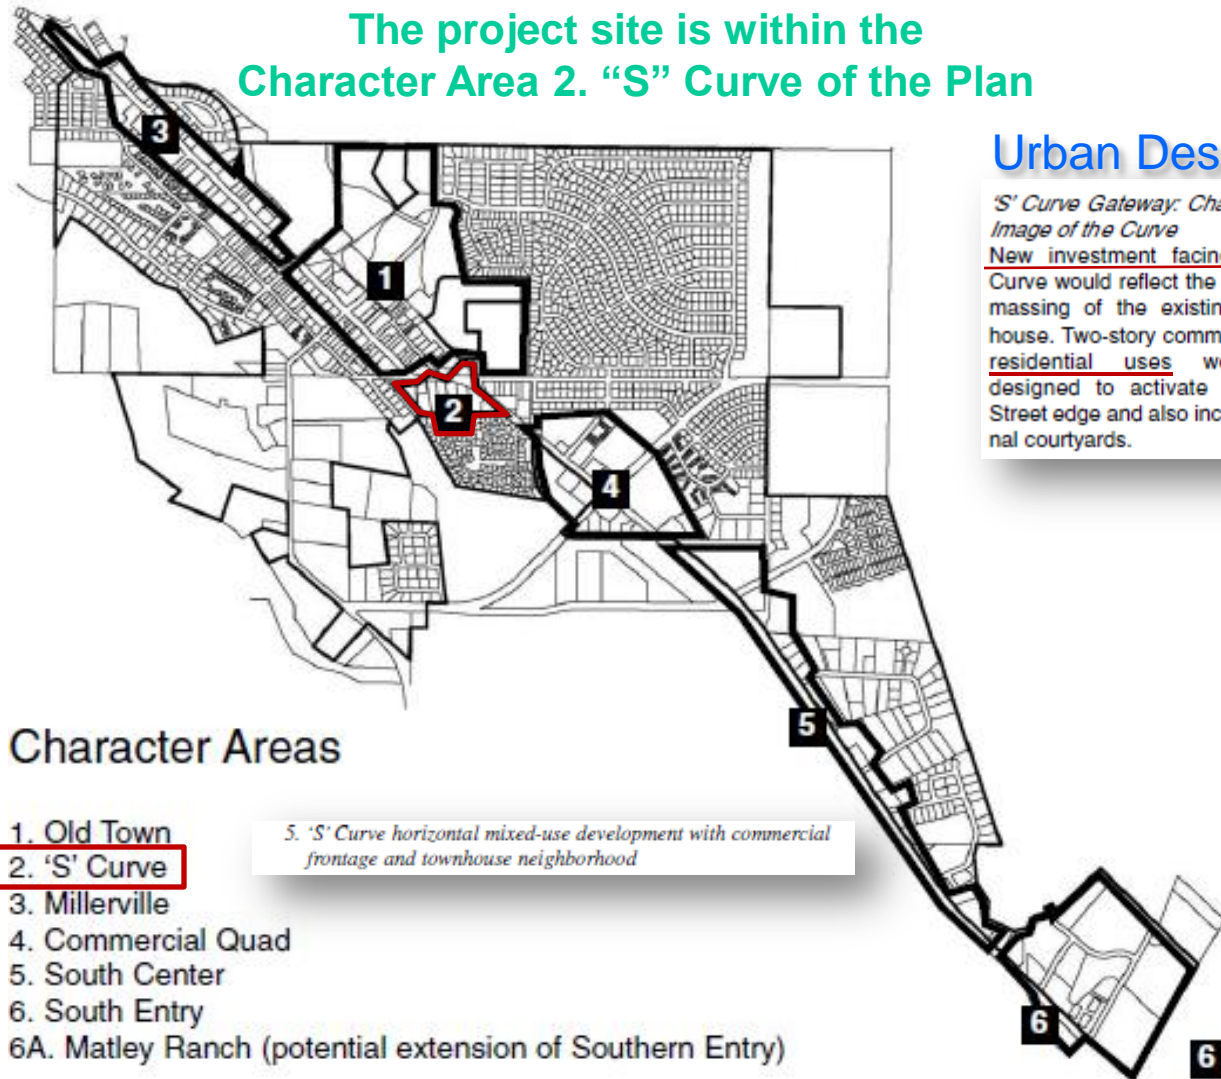 The project site is within the
Character Area 2. “S” Curve of the Plan
Urban Des
'S' Curve Gateway: Cha
Image of the Curve
New investment facin
Curve would reflect the
massing of the existin
house. Two-story comm
residential uses w
designed to activate
Street edge and also inc
nal courtyards.
3
1
2
4
5
6
6
Character Areas
1. Old Town
2. 'S' Curve
3. Millerville
4. Commercial Quad
5. South Center
6. South Entry
6A. Matley Ranch (potential extension of Southern Entry)
5. 'S' Curve horizontal mixed-use development with commercial
frontage and townhouse neighborhood